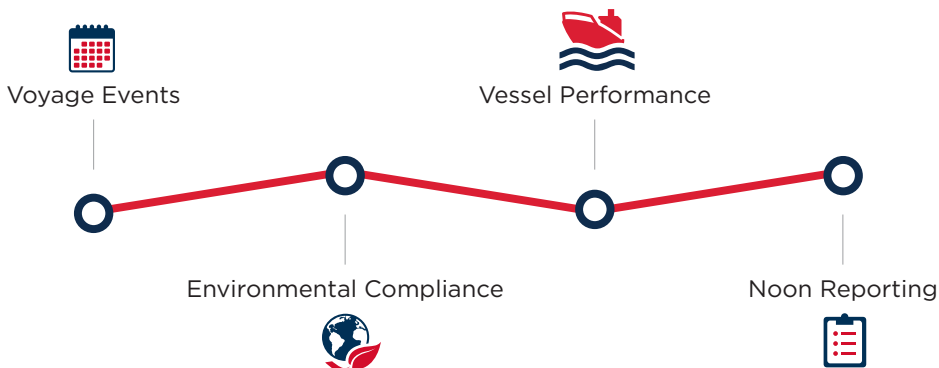 Voyage Events
Vessel Performance
Environmental Compliance
Noon Reporting